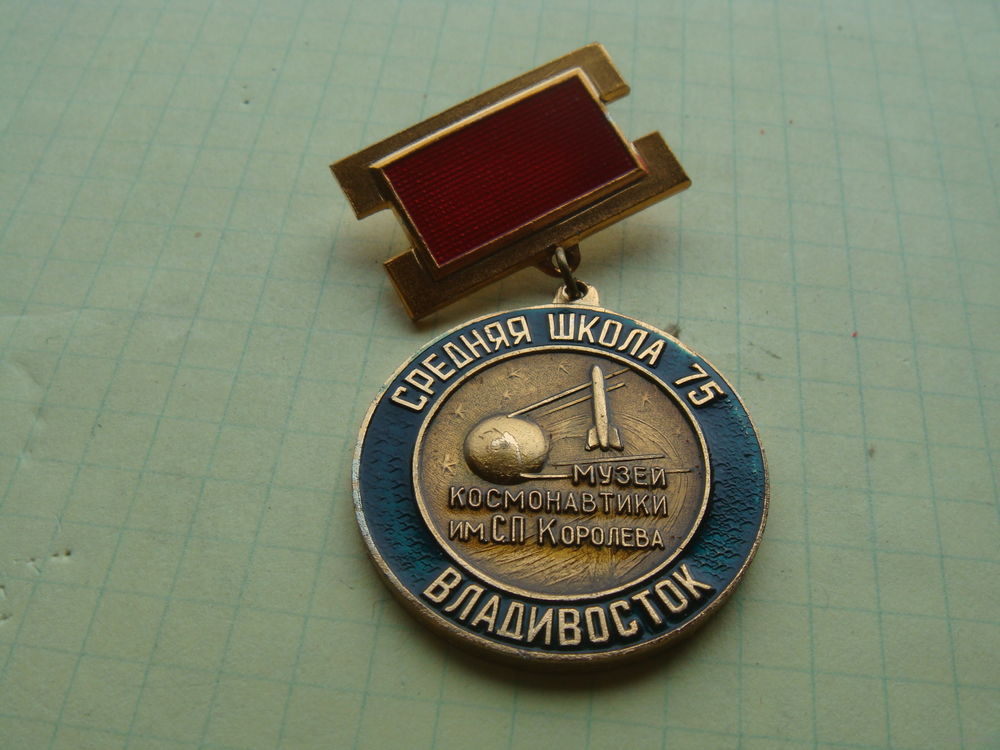 СРЕДНЯЯ ШКОЛА 75
МУЗЕЙ
КОСМОНАВТИКИ
ИМ. С.П КОРОЛЕВА
ВЛАДИВОСТОК